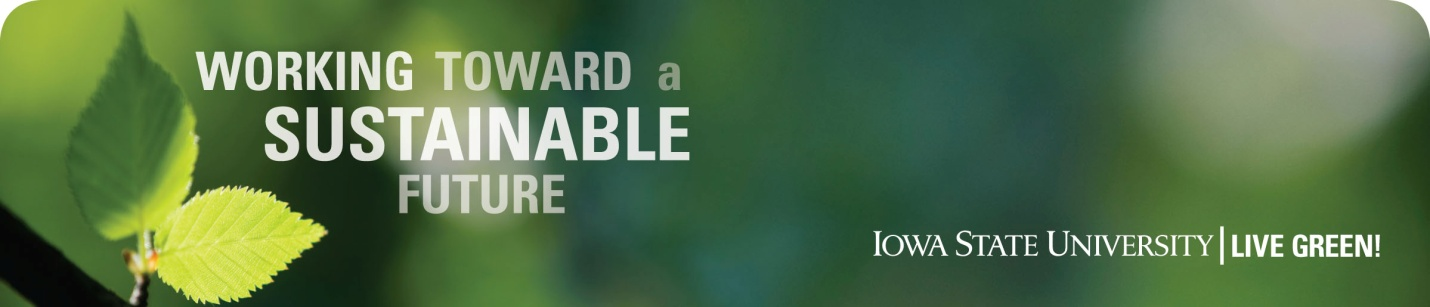 WORKING TOWARD a
SUSTAINABLE
FUTURE
IOWA STATE UNIVERSITY | LIVE GREEN!